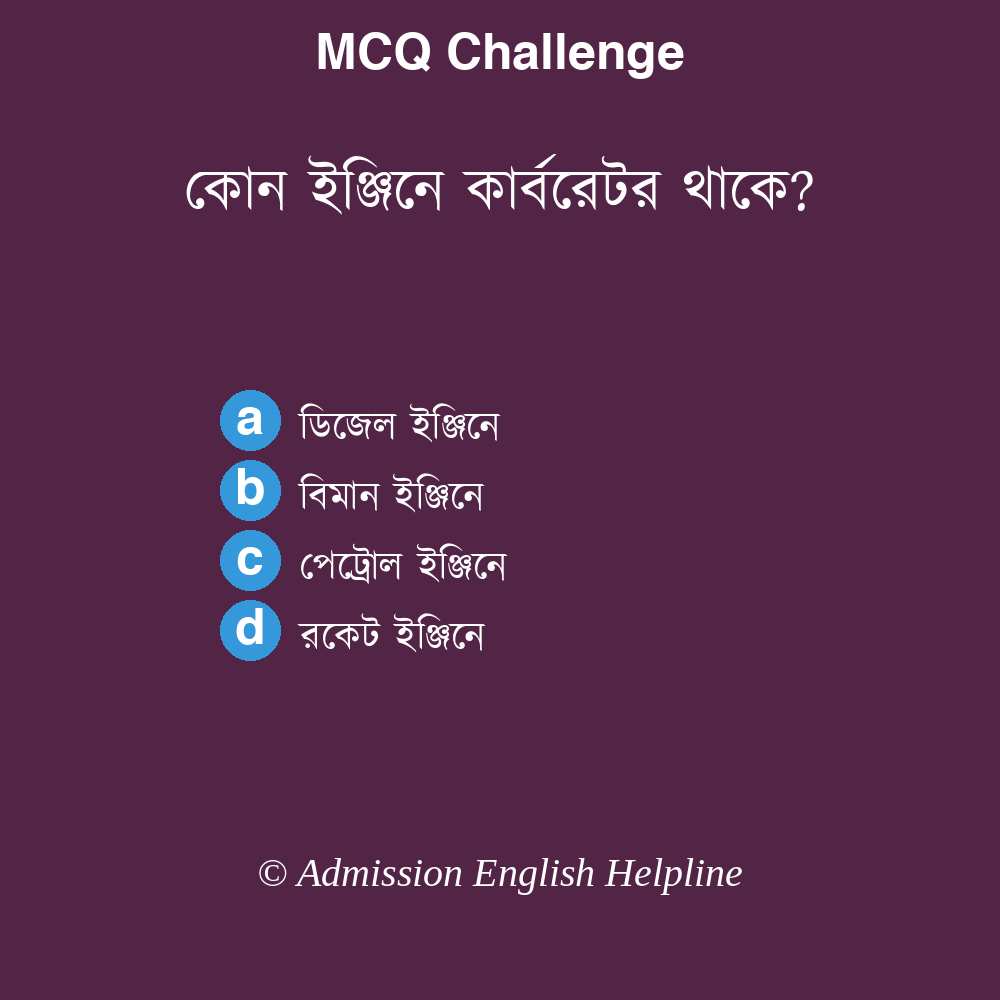 MCQ Challenge
কোন ইঞ্জিনে কার্বরেটর থাকে?
a ডিজেল ইঞ্জিনে
b বিমান ইঞ্জিনে
c পেট্রোল ইঞ্জিনে
d রকেট ইঞ্জিনে
© Admission English Helpline